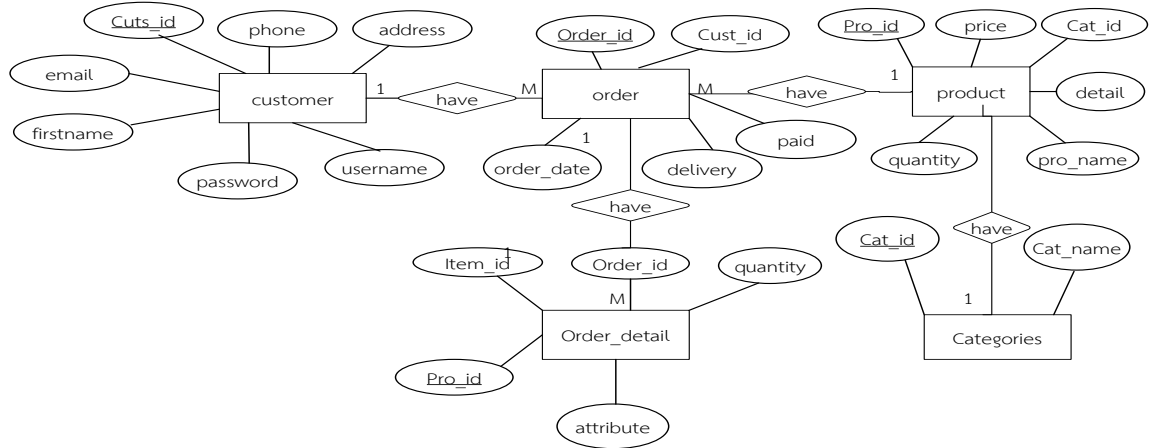 Cuts_id
phone
address
email
customer
firstname
password
username
1
have
M
Order_id
Cust_id
order
order_date
1
delivery
paid
M
have
1
Pro_id
price
Cat_id
product
detail
quantity
pro_name
have
Item_id
1
Order_id
quantity
M
Order_detail
Pro_id
attribute
have
Cat_id
Cat_name
1
Categories